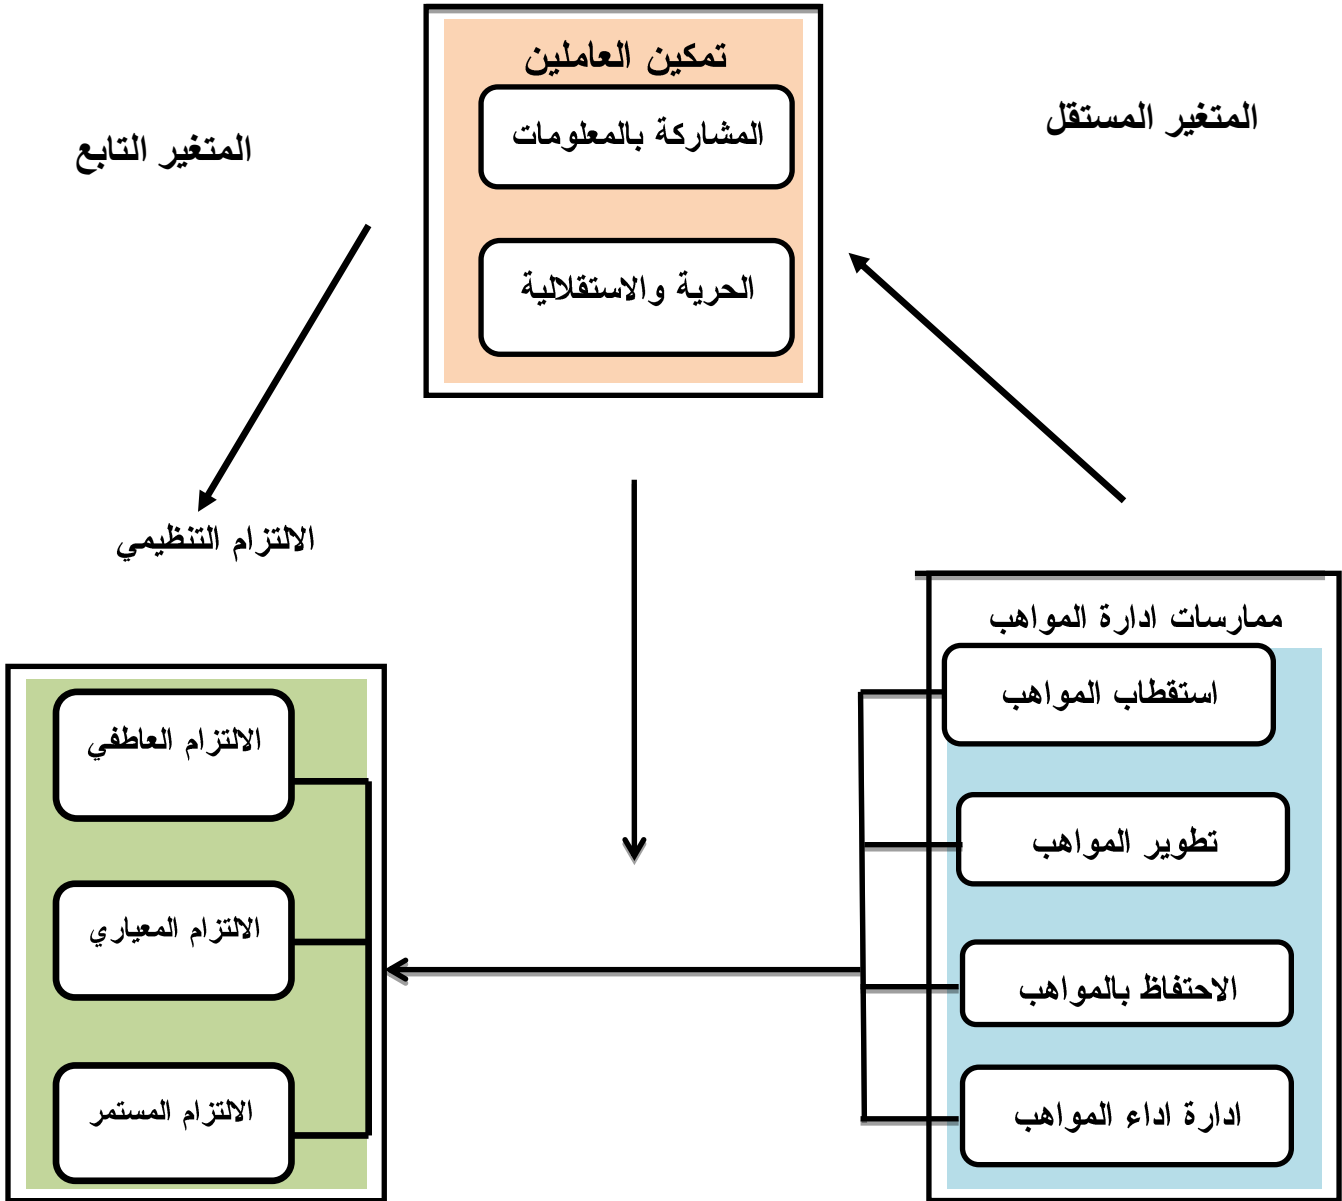 تمكين العاملين
المشاركة بالمعلومات
الحرية والاستقلالية
المتغير المستقل
المتغير التابع
ممارسات ادارة المواهب
استقطاب المواهب
تطوير المواهب
الاحتفاظ بالمواهب
ادارة اداء المواهب
الالتزام التنظيمي
الالتزام العاطفي
الالتزام المعياري
الالتزام المستمر